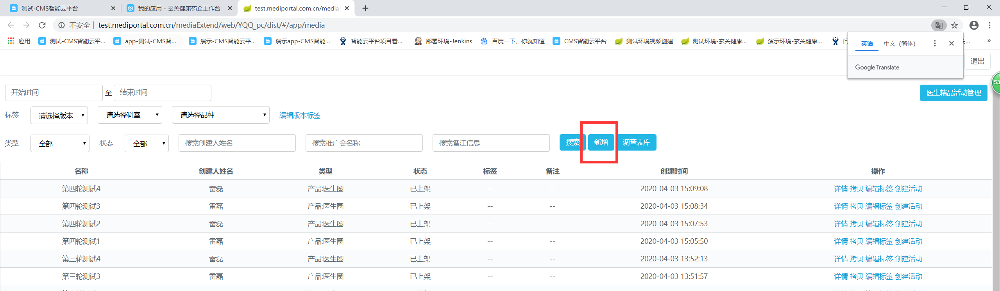 测试-CMS智能云平台
我的应用 - 玄关健康药企工作台
test.mediportal.com.cn/media
不安全 | test.mediportal.com.cn/mediaExtend/web/YQQ_pc/dist/#/app/media
应用 测试-CMS智能云平... app-测试-CMS智... 演示-CMS智能云平... 演示app-CMS智能... 智能云平台项目看... 部署环境-Jenkins 百度一下，你就知道 CMS智能云平台 测试环境视频创建 测试环境-玄关健康... 演示环境-玄关健康... »
英语 中文（简体）
Google Translate
退出
开始时间 至 结束时间 医生精品活动管理
53
标签 请选择版本 请选择科室 请选择品种 编辑版本标签
类型 全部 状态 全部 搜索创建人姓名 搜索推广会名称 搜索备注信息 搜索 新增 调查表库
名称 创建人姓名 类型 状态 标签 备注 创建时间 操作
第四轮测试4 雷磊 产品:医生圈 已上架 -- -- 2020-04-03 15:09:08 详情 拷贝 编辑标签 创建活动
第四轮测试3 雷磊 产品:医生圈 已上架 -- -- 2020-04-03 15:08:34 详情 拷贝 编辑标签 创建活动
第四轮测试2 雷磊 产品:医生圈 已上架 -- -- 2020-04-03 15:07:53 详情 拷贝 编辑标签 创建活动
第四轮测试1 雷磊 产品:医生圈 已上架 -- -- 2020-04-03 15:05:50 详情 拷贝 编辑标签 创建活动
第三轮测试4 雷磊 产品:医生圈 已上架 -- -- 2020-04-03 13:52:13 详情 拷贝 编辑标签 创建活动
第三轮测试3 雷磊 产品:医生圈 已上架 -- -- 2020-04-03 13:51:57 详情 拷贝 编辑标签 创建活动